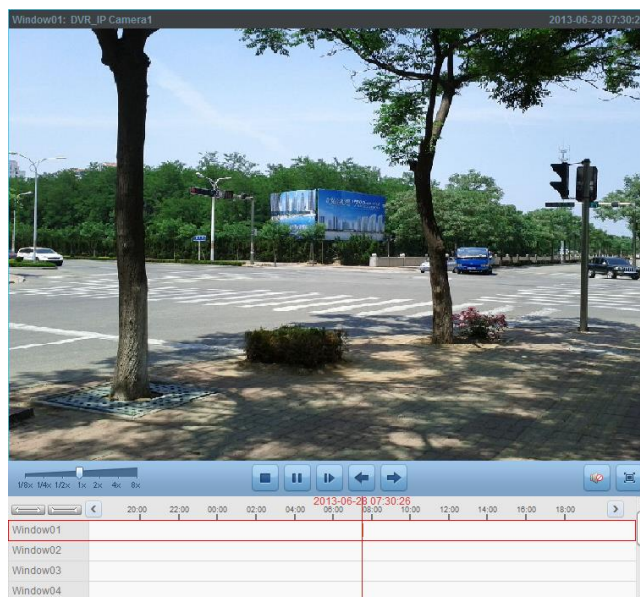 Window01: DVR_IP Camera1 2013-06-28 07:30:2
1/8x 1/4x 1/2x 1x 2x 4x 8x
2013-06-28 07:30:26
20:00 22:00 00:00 02:00 04:00 06:00 08:00 10:00 12:00 14:00 16:00 18:00
Window01
Window02
Window03
Window04